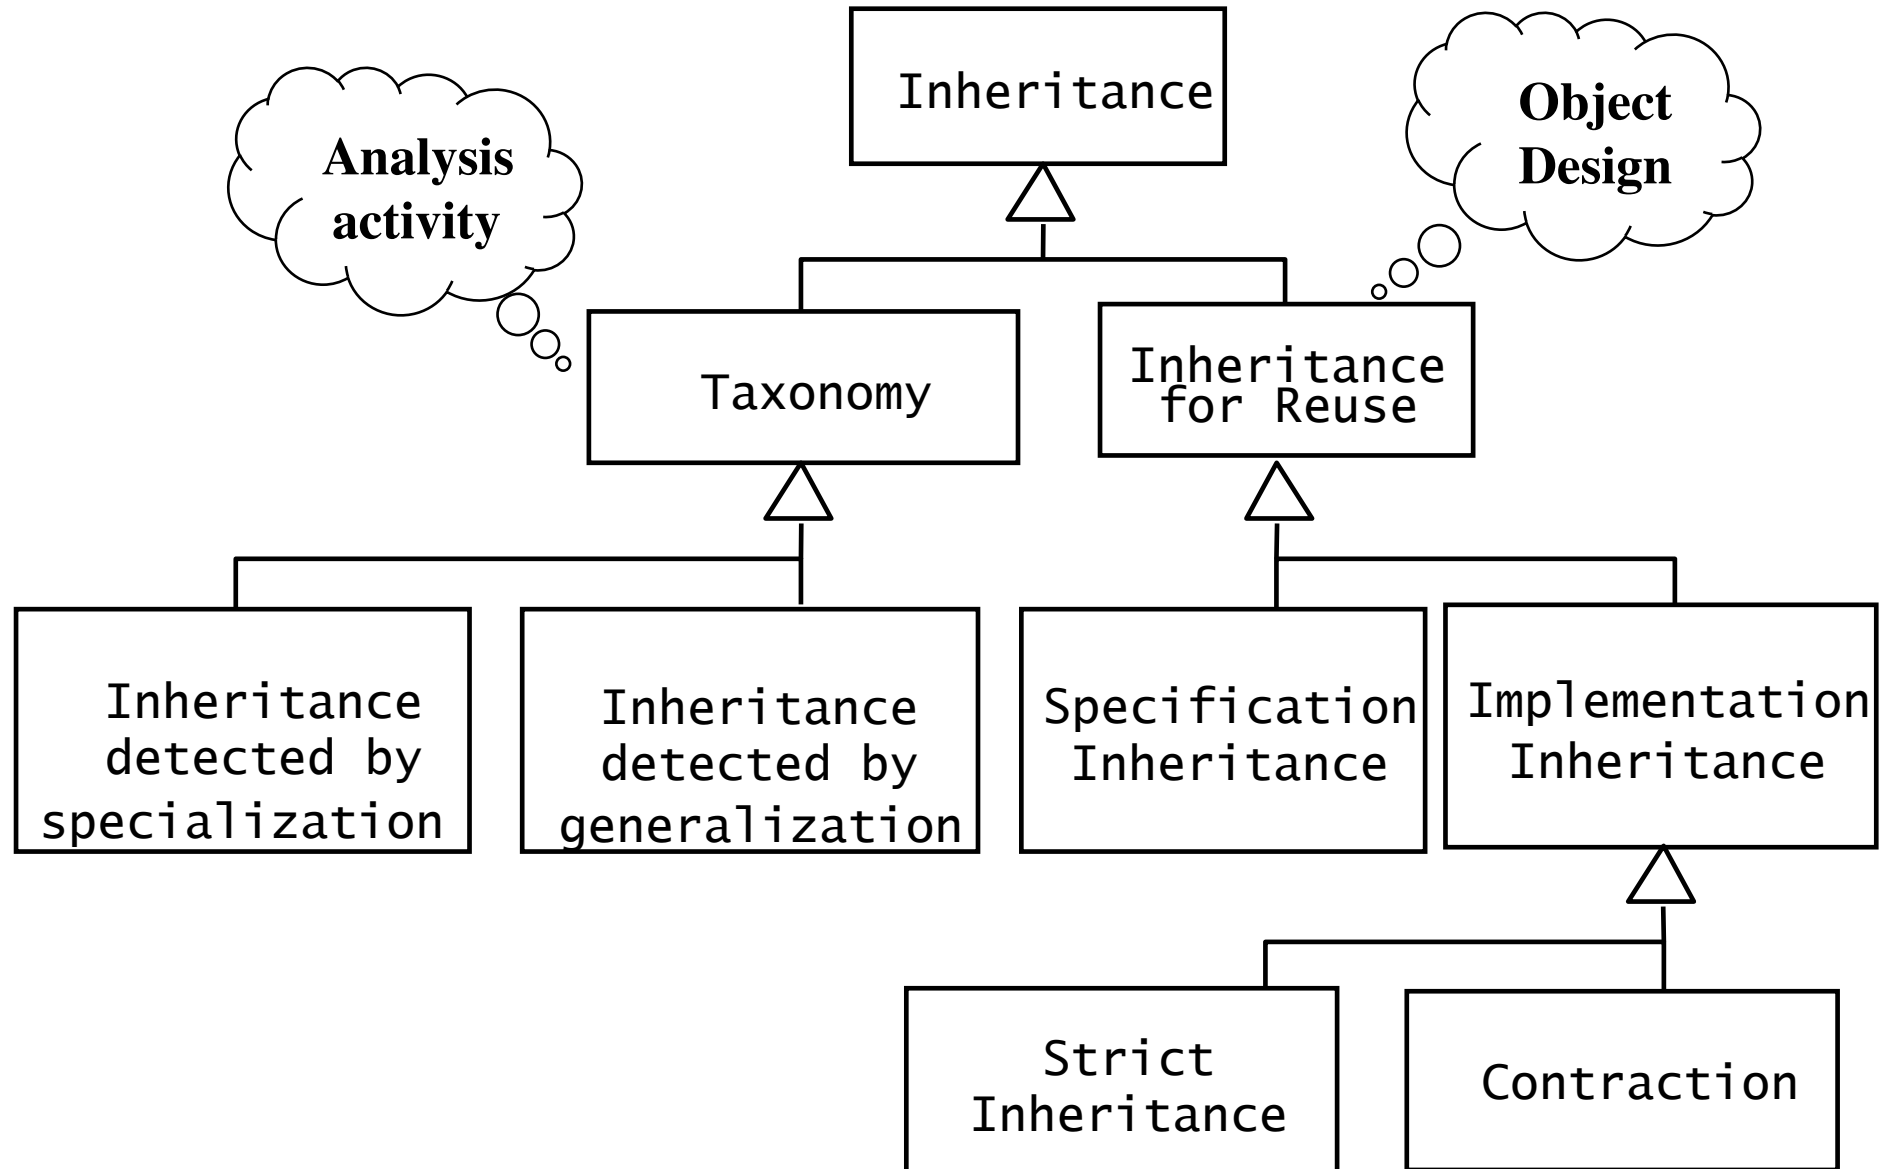 Inheritance
Object
Design
Analysis
activity
Taxonomy
Inheritance
for Reuse
Inheritance
detected by
specialization
Inheritance
detected by
generalization
Specification
Inheritance
Implementation
Inheritance
Strict
Inheritance
Contraction